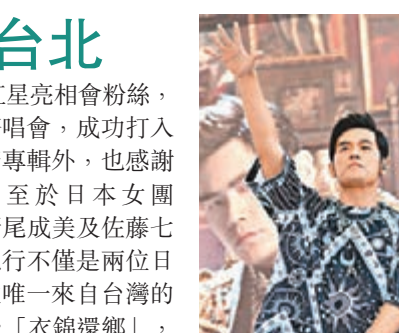 台北
星亮相會粉絲，
唱會，成功打入
專輯外，也感謝
至於日本女團
尾成美及佐藤七
行不僅是兩位日
唯一來自台灣的
「衣錦還鄉」，